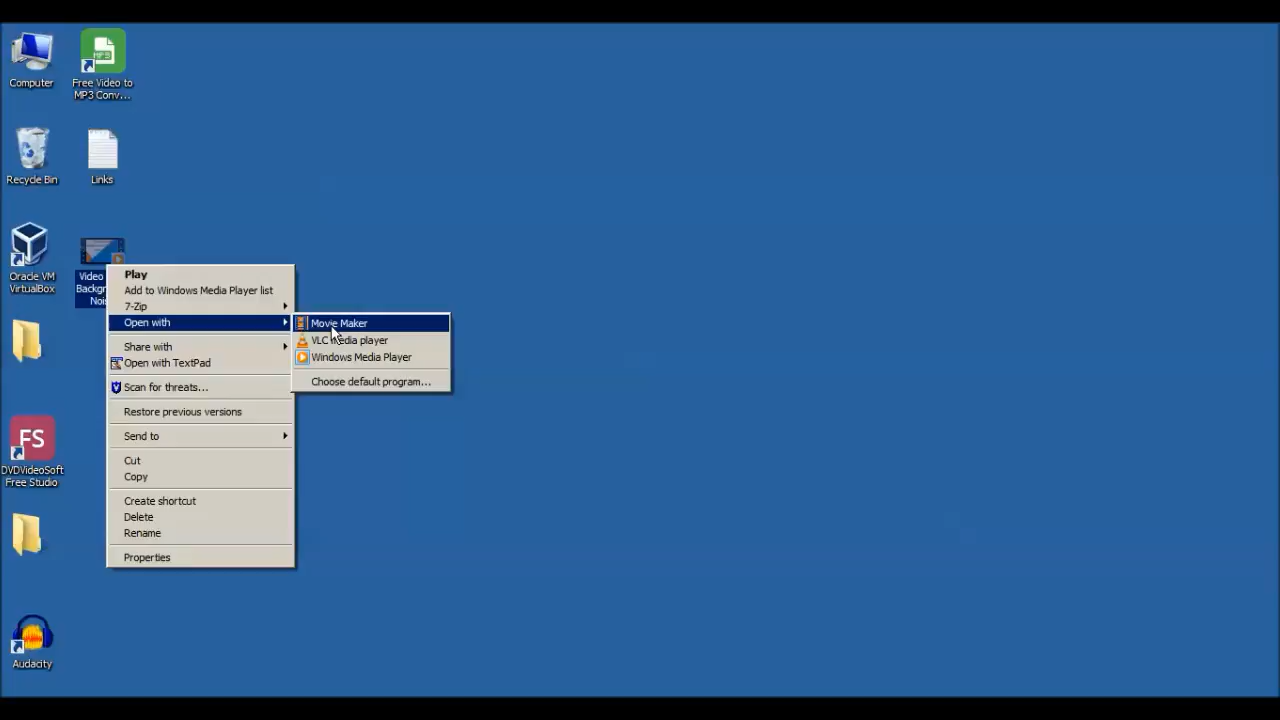 Computer
Free Video to
MP3 Conv...
MP3
Recycle Bin
Links
Oracle VM
VirtualBox
Video
Backgr
Noi
Play
Add to Windows Media Player list
7-Zip
Open with
Share with
Open with TextPad
Scan for threats...
Restore previous versions
Send to
Cut
Copy
Create shortcut
Delete
Rename
Properties
Movie Maker
VLC media player
Windows Media Player
Choose default program...
FS
DVDVideoSoft
Free Studio
Audacity